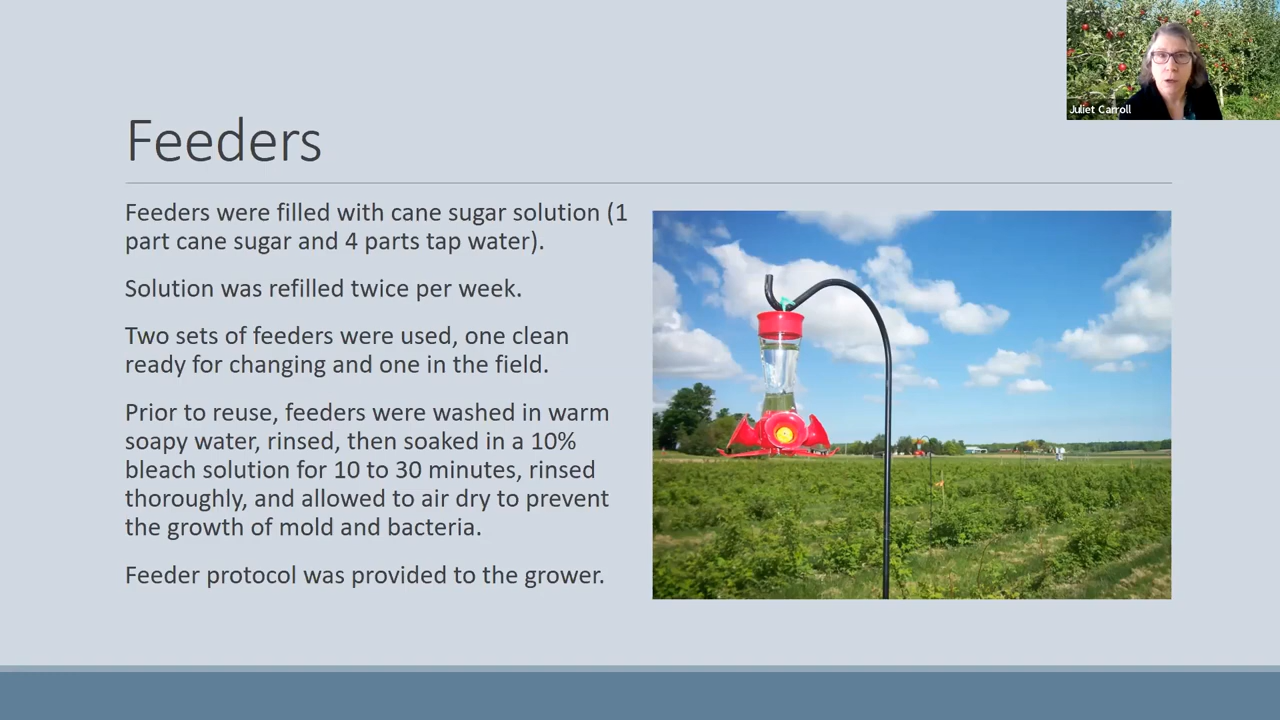 Juliet Carroll
Feeders
Feeders were filled with cane sugar solution (1
part cane sugar and 4 parts tap water).
Solution was refilled twice per week.
Two sets of feeders were used, one clean
ready for changing and one in the field.
Prior to reuse, feeders were washed in warm
soapy water, rinsed, then soaked in a 10%
bleach solution for 10 to 30 minutes, rinsed
thoroughly, and allowed to air dry to prevent
the growth of mold and bacteria.
Feeder protocol was provided to the grower.